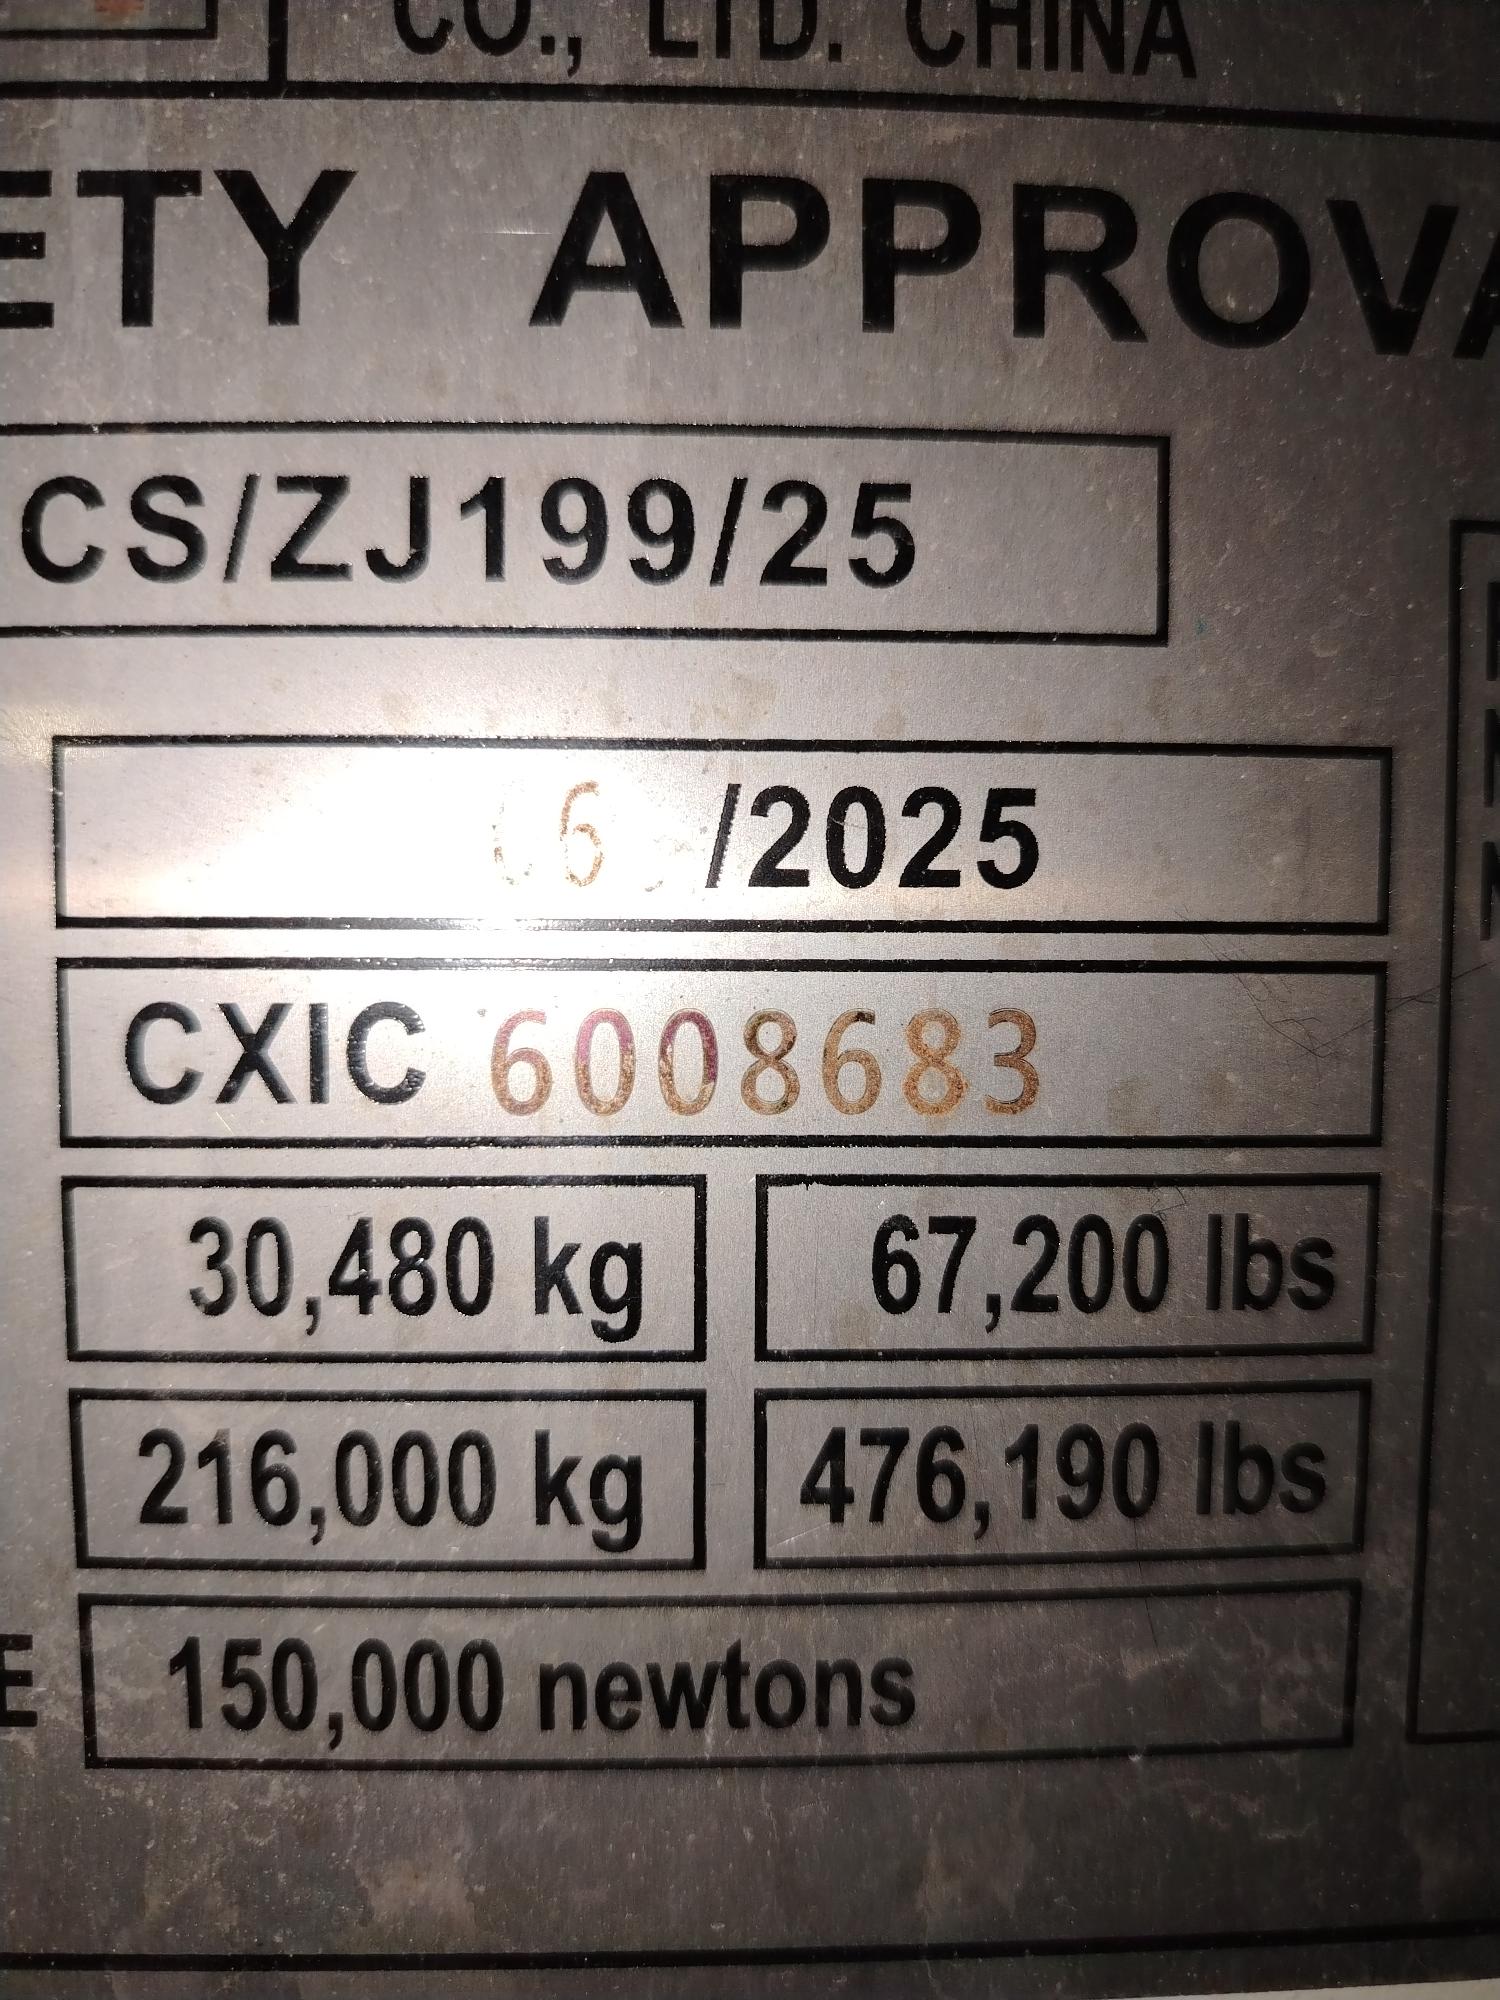 CO., LTD. CHINA
ETY APPROVA
CS/ZJ199/25
06 /2025
CXIC 6008683
30,480 kg 67,200 lbs
216,000 kg 476,190 lbs
E 150,000 newtons